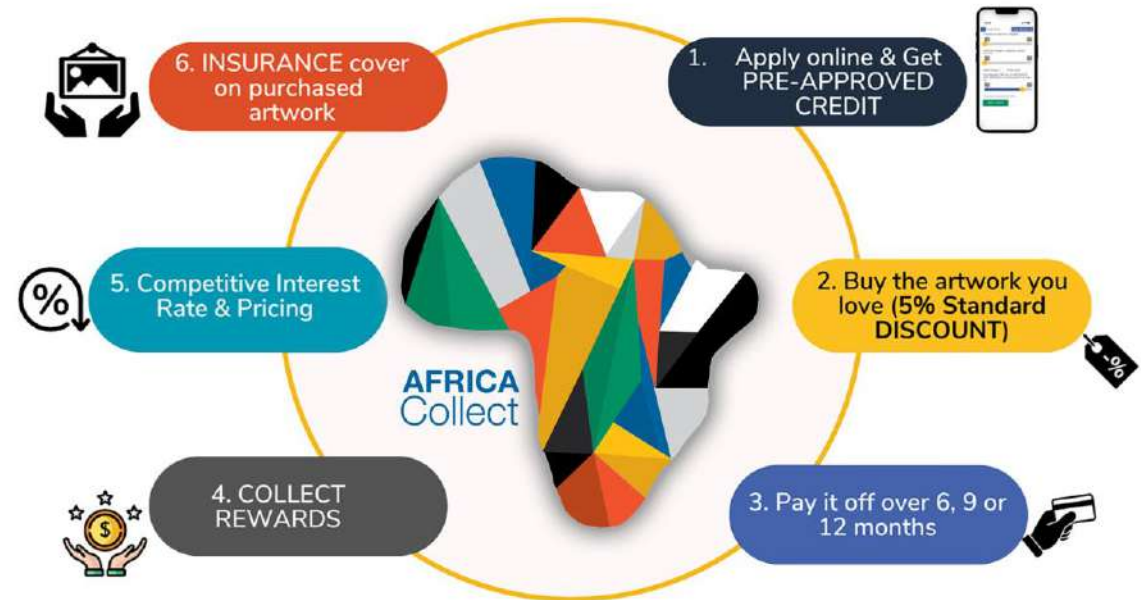 1. Apply online & Get
PRE-APPROVED
CREDIT
2. Buy the artwork you
love (5% Standard
DISCOUNT)
-%
3. Pay it off over 6, 9 or
12 months
4. COLLECT
REWARDS
$
5. Competitive Interest
Rate & Pricing
%
6. INSURANCE cover
on purchased
artwork
AFRICA
Collect